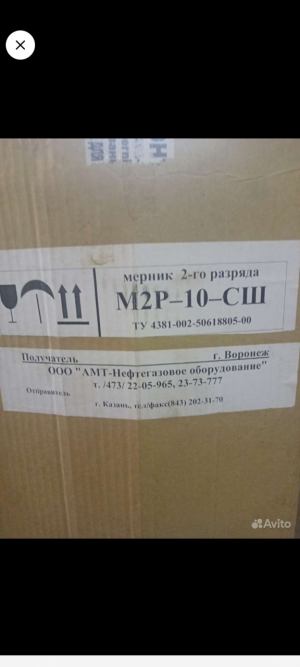 мерник 2-го разряда
М2Р–10–СШ
ТУ 4381-002-50618805-00
Получатель г. Воронеж
ООО "АМТ-Нефтегазовое оборудование"
т. /473/ 22-05-965, 23-73-777
Отправитель
г. Казань, тел/факс(843) 202-31-70
Avito